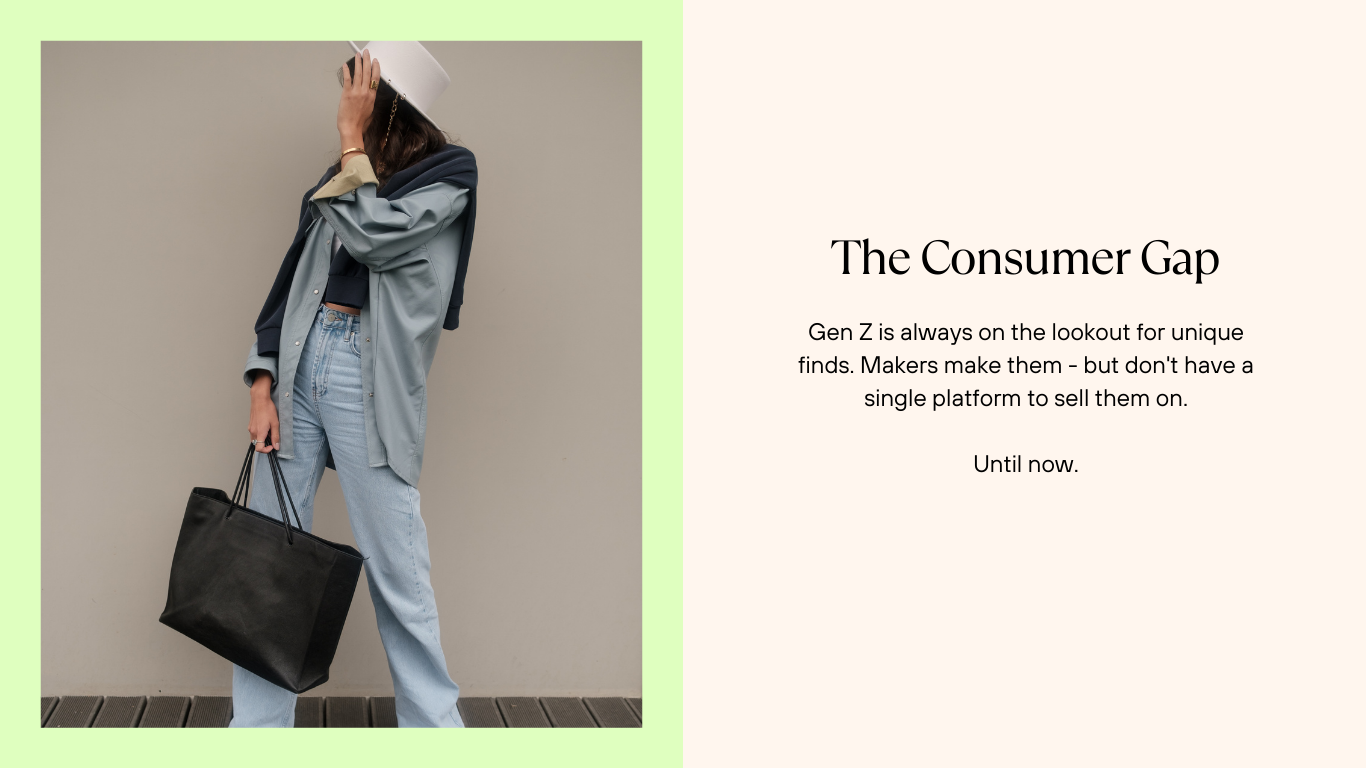 The Consumer Gap
Gen Z is always on the lookout for unique
finds. Makers make them - but don't have a
single platform to sell them on.
Until now.